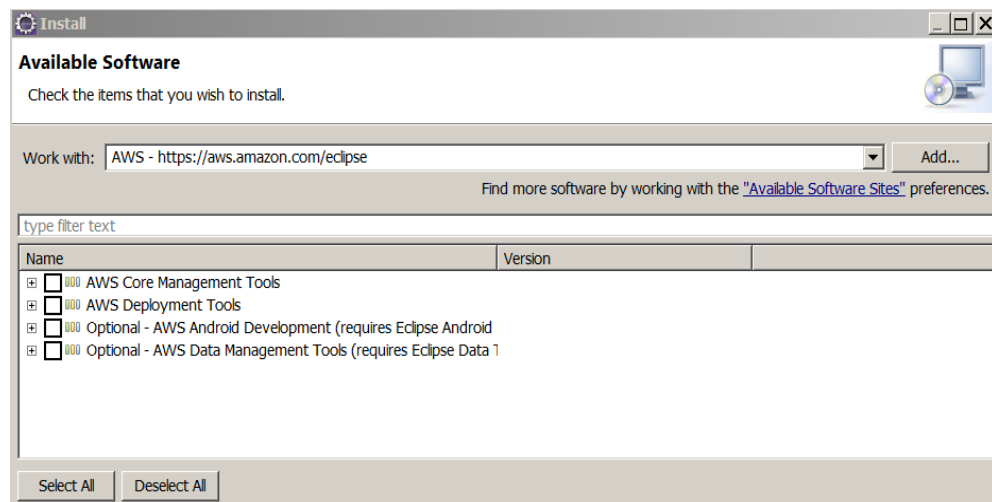 Install
Available Software
Check the items that you wish to install.
Work with: AWS - https://aws.amazon.com/eclipse Add...
Find more software by working with the "Available Software Sites" preferences.
type filter text
Name Version
AWS Core Management Tools
AWS Deployment Tools
Optional - AWS Android Development (requires Eclipse Android
Optional - AWS Data Management Tools (requires Eclipse Data
Select All Deselect All